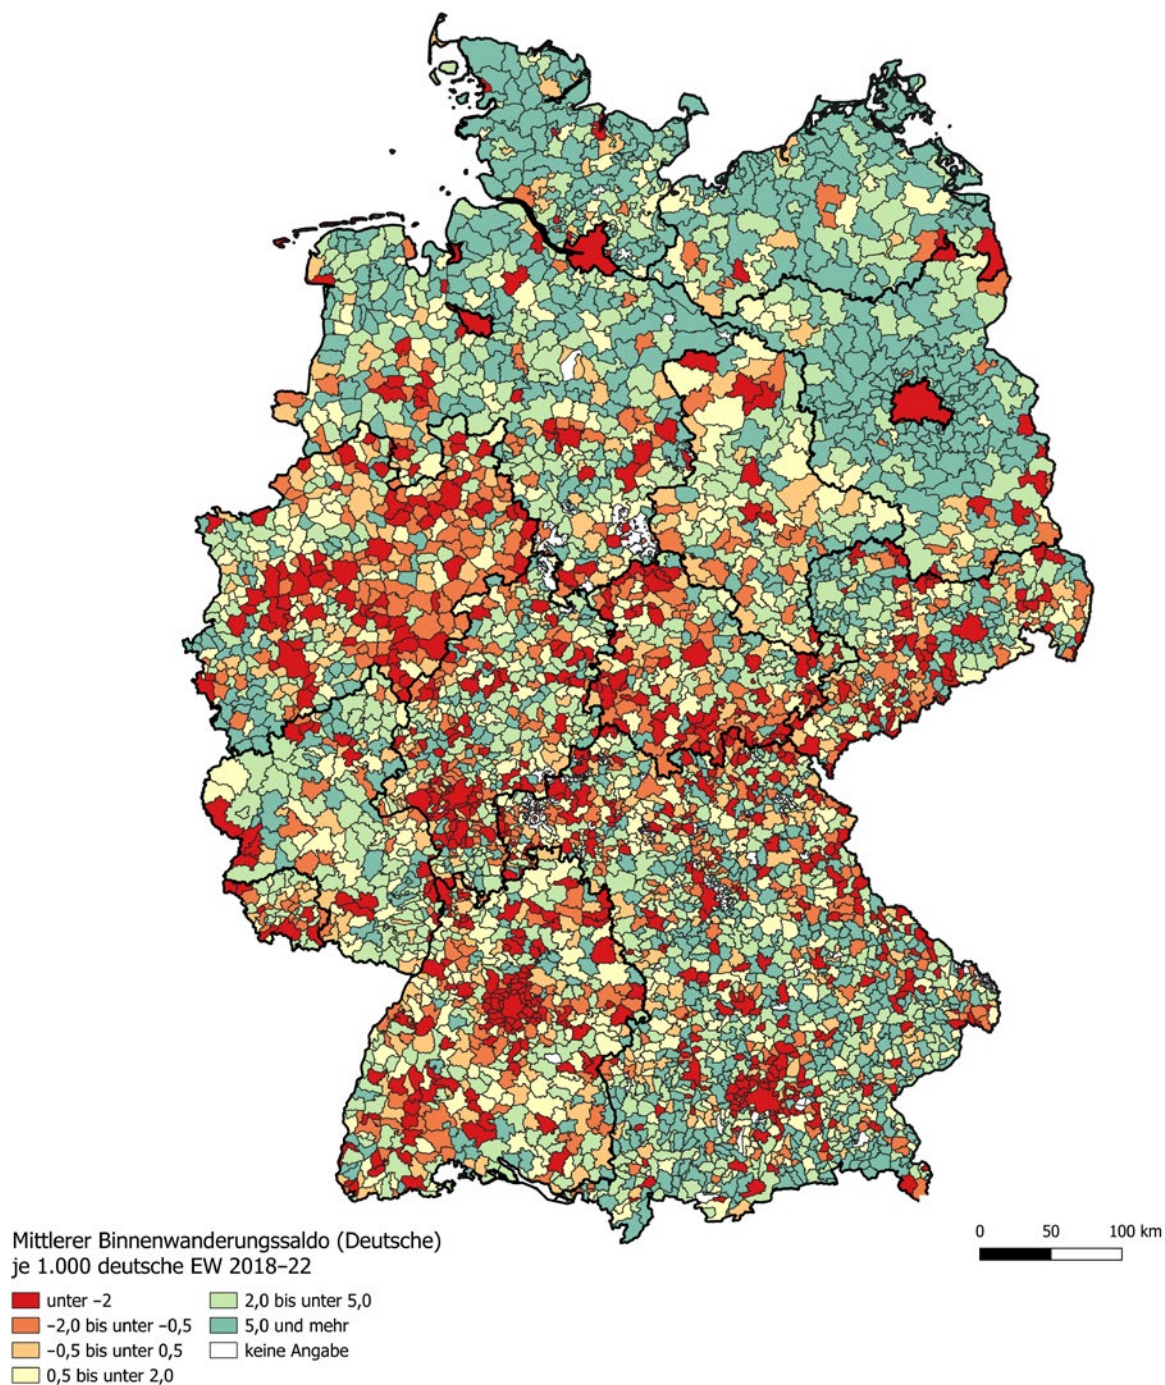 0 50 100 km
Mittlerer Binnenwanderungssaldo (Deutsche)
je 1.000 deutsche EW 2018–22
unter –2
–2,0 bis unter –0,5
–0,5 bis unter 0,5
0,5 bis unter 2,0
2,0 bis unter 5,0
5,0 und mehr
keine Angabe